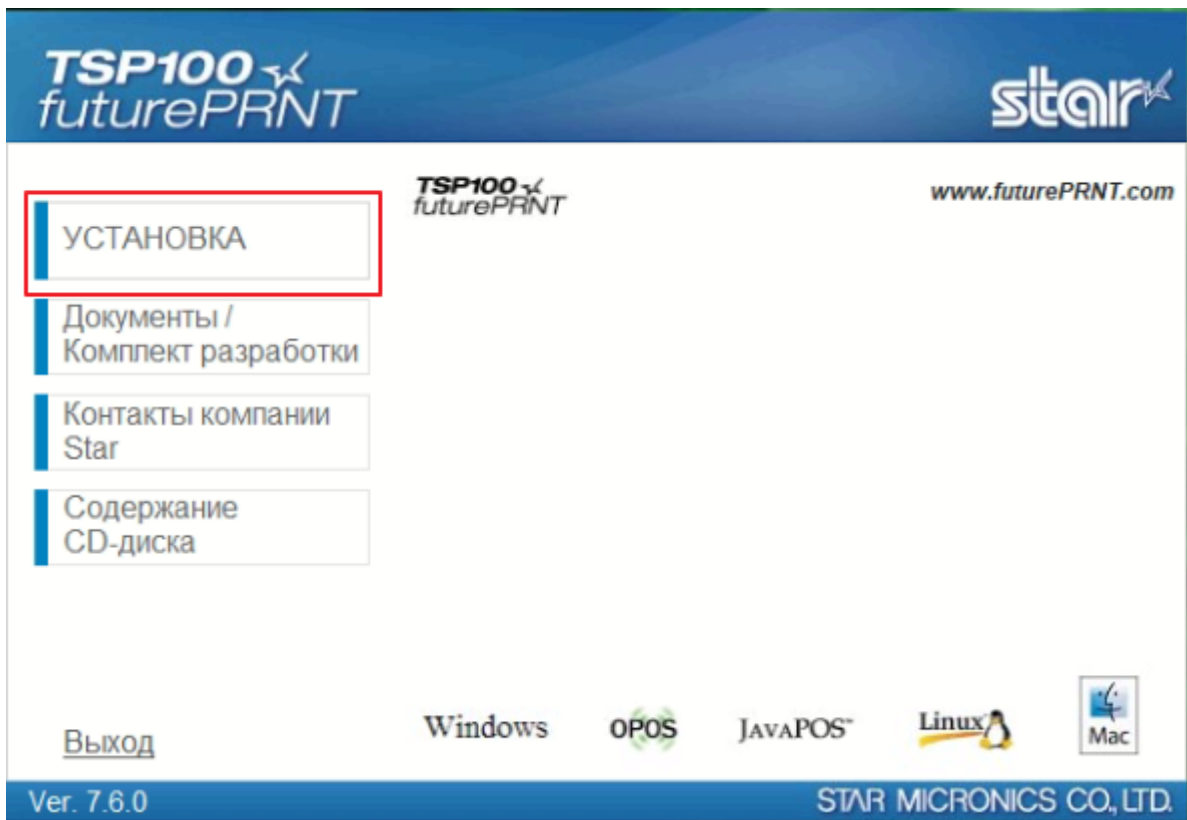 TSP100
futurePRNT
star
TSP100
futurePRNT
www.futurePRNT.com
УСТАНОВКА
Документы /
Комплект разработки
Контакты компании
Star
Содержание
CD-диска
Выход
Windows
OPOS
JAVAPOS™
Linux
Mac
Ver. 7.6.0
STAR MICRONICS CO., LTD.